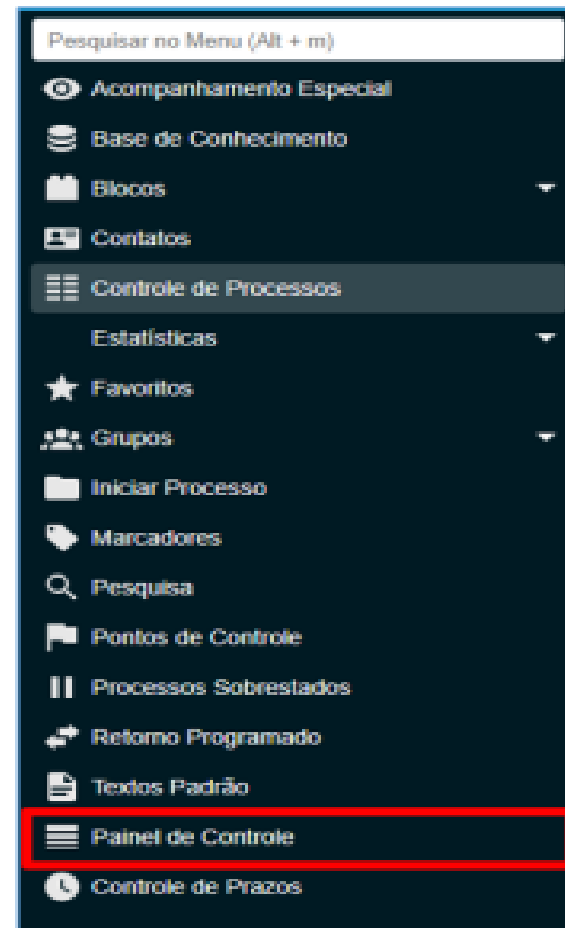 Pesquisar no Menu (Alt + m)
Acompanhamento Especial
Base de Conhecimento
Blocos
Contatos
Controle de Processos
Estatísticas
Favoritos
Grupos
Iniciar Processo
Marcadores
Pesquisa
Pontos de Controle
Processos Sobrestados
Retorno Programado
Textos Padrão
Painel de Controle
Controle de Prazos